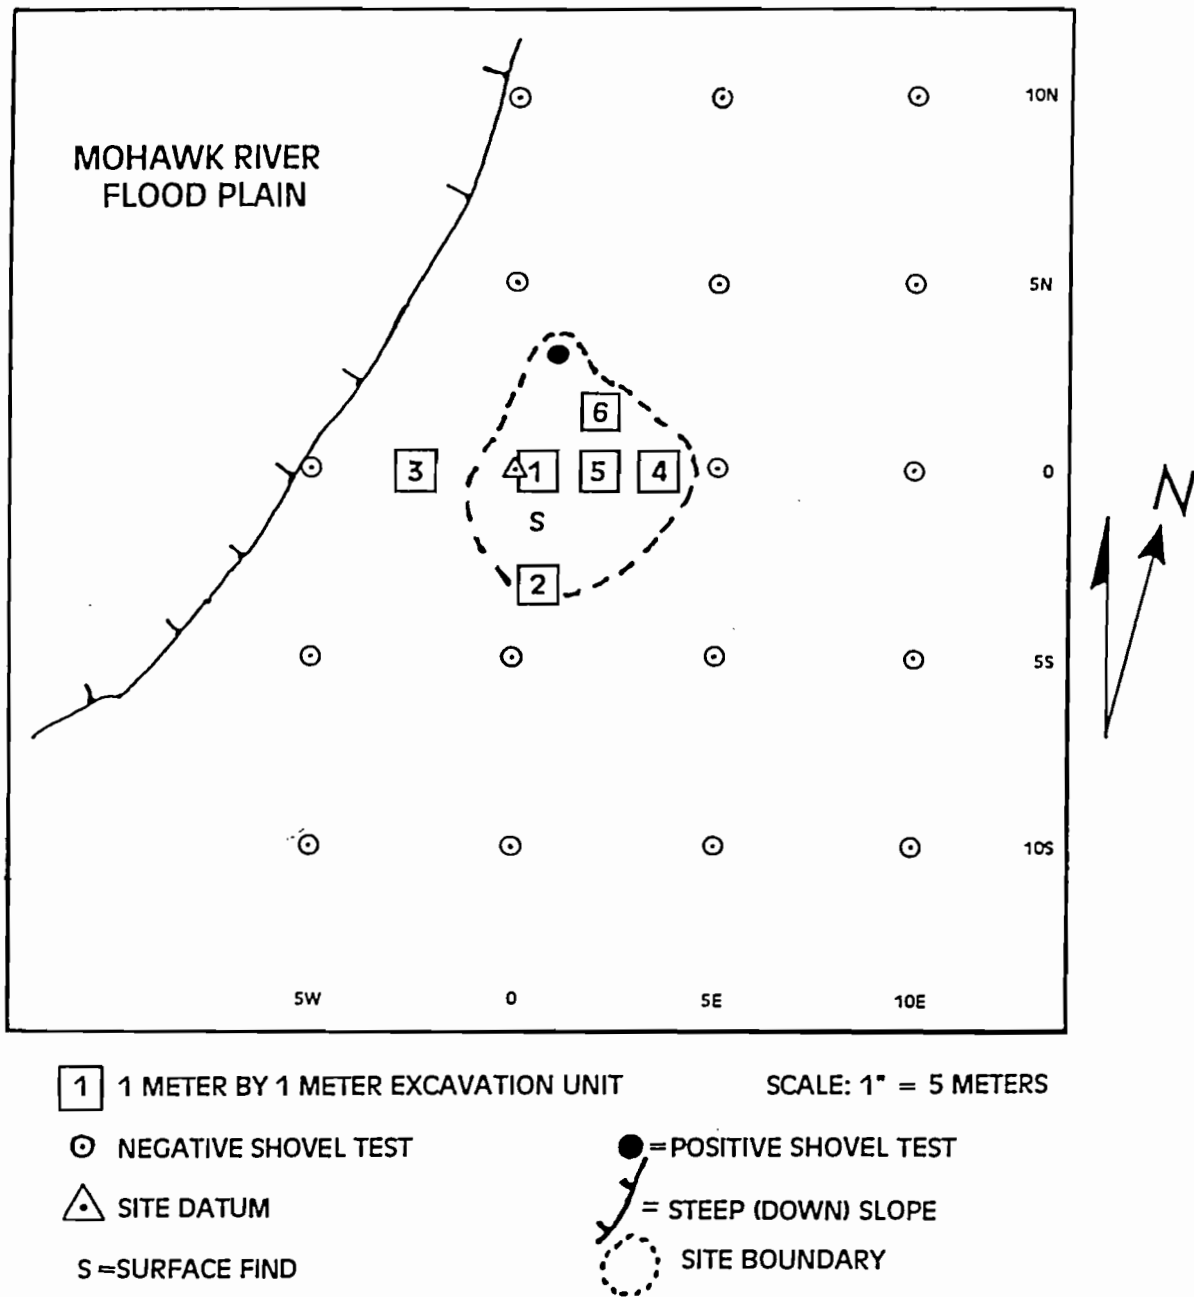 10N
MOHAWK RIVER
FLOOD PLAIN
5N
6
3
1
5
4
0
N
S
2
5S
10S
5W
0
5E
10E
1 1 METER BY 1 METER EXCAVATION UNIT
SCALE: 1" = 5 METERS
NEGATIVE SHOVEL TEST
=POSITIVE SHOVEL TEST
SITE DATUM
= STEEP (DOWN) SLOPE
S=SURFACE FIND
SITE BOUNDARY